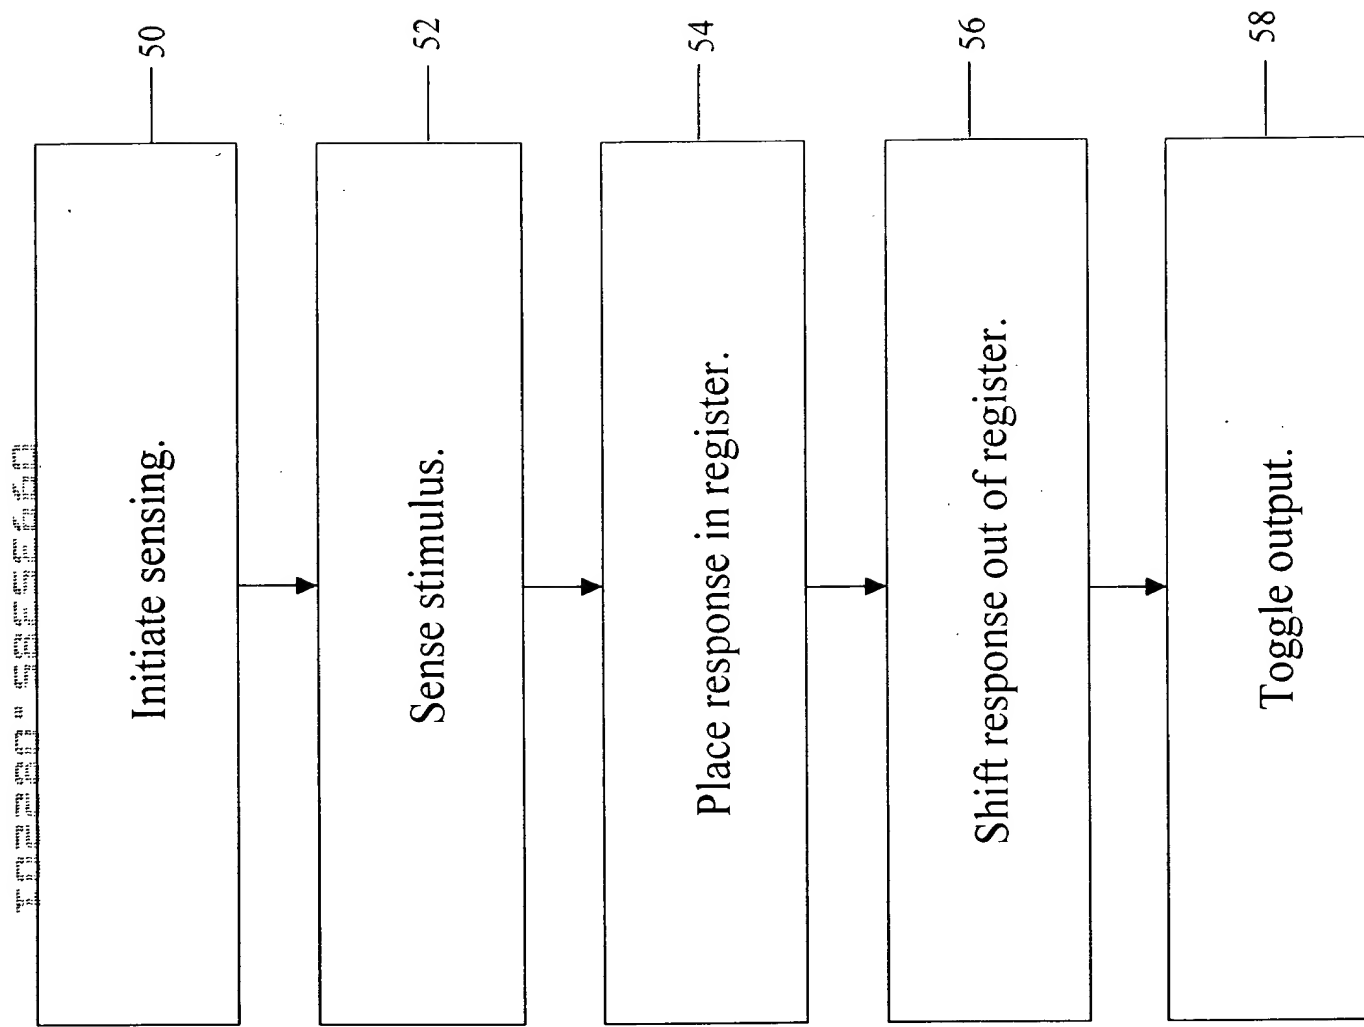 Initiate sensing.
50
Sense stimulus.
52
Place response in register.
54
Shift response out of register.
56
Toggle output.
58